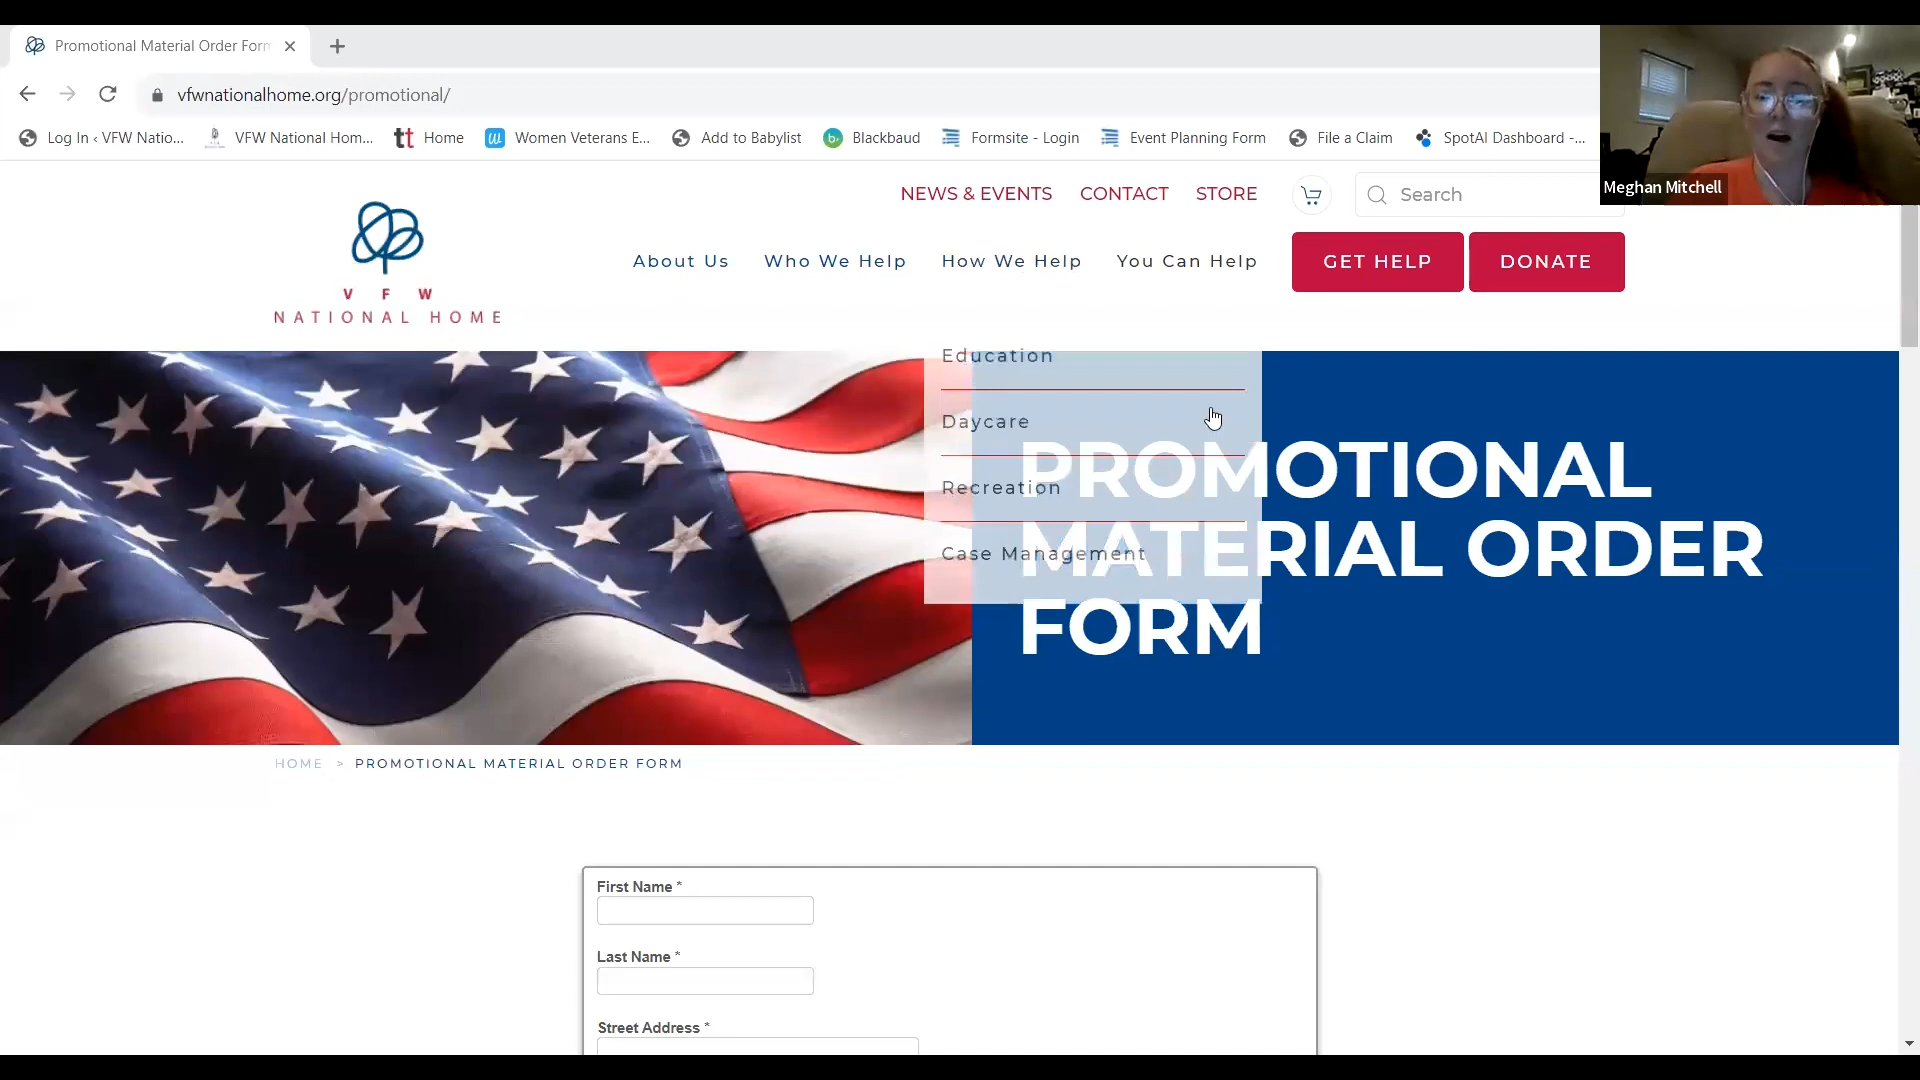 Promotional Material Order Form
vfwnationalhome.org/promotional/
Log In ‹ VFW Natio...
VFW National Hom...
tt Home
Women Veterans E...
Add to Babylist
Blackbaud
Formsite - Login
Event Planning Form
File a Claim
SpotAI Dashboard -...
Meghan Mitchell
NEWS & EVENTS
CONTACT
STORE
Search
VFW
NATIONAL HOME
About Us
Who We Help
How We Help
You Can Help
GET HELP
DONATE
Education
Daycare
Recreation
Case Management
PROMOTIONAL
MATERIAL ORDER
FORM
HOME > PROMOTIONAL MATERIAL ORDER FORM
First Name *
Last Name *
Street Address *